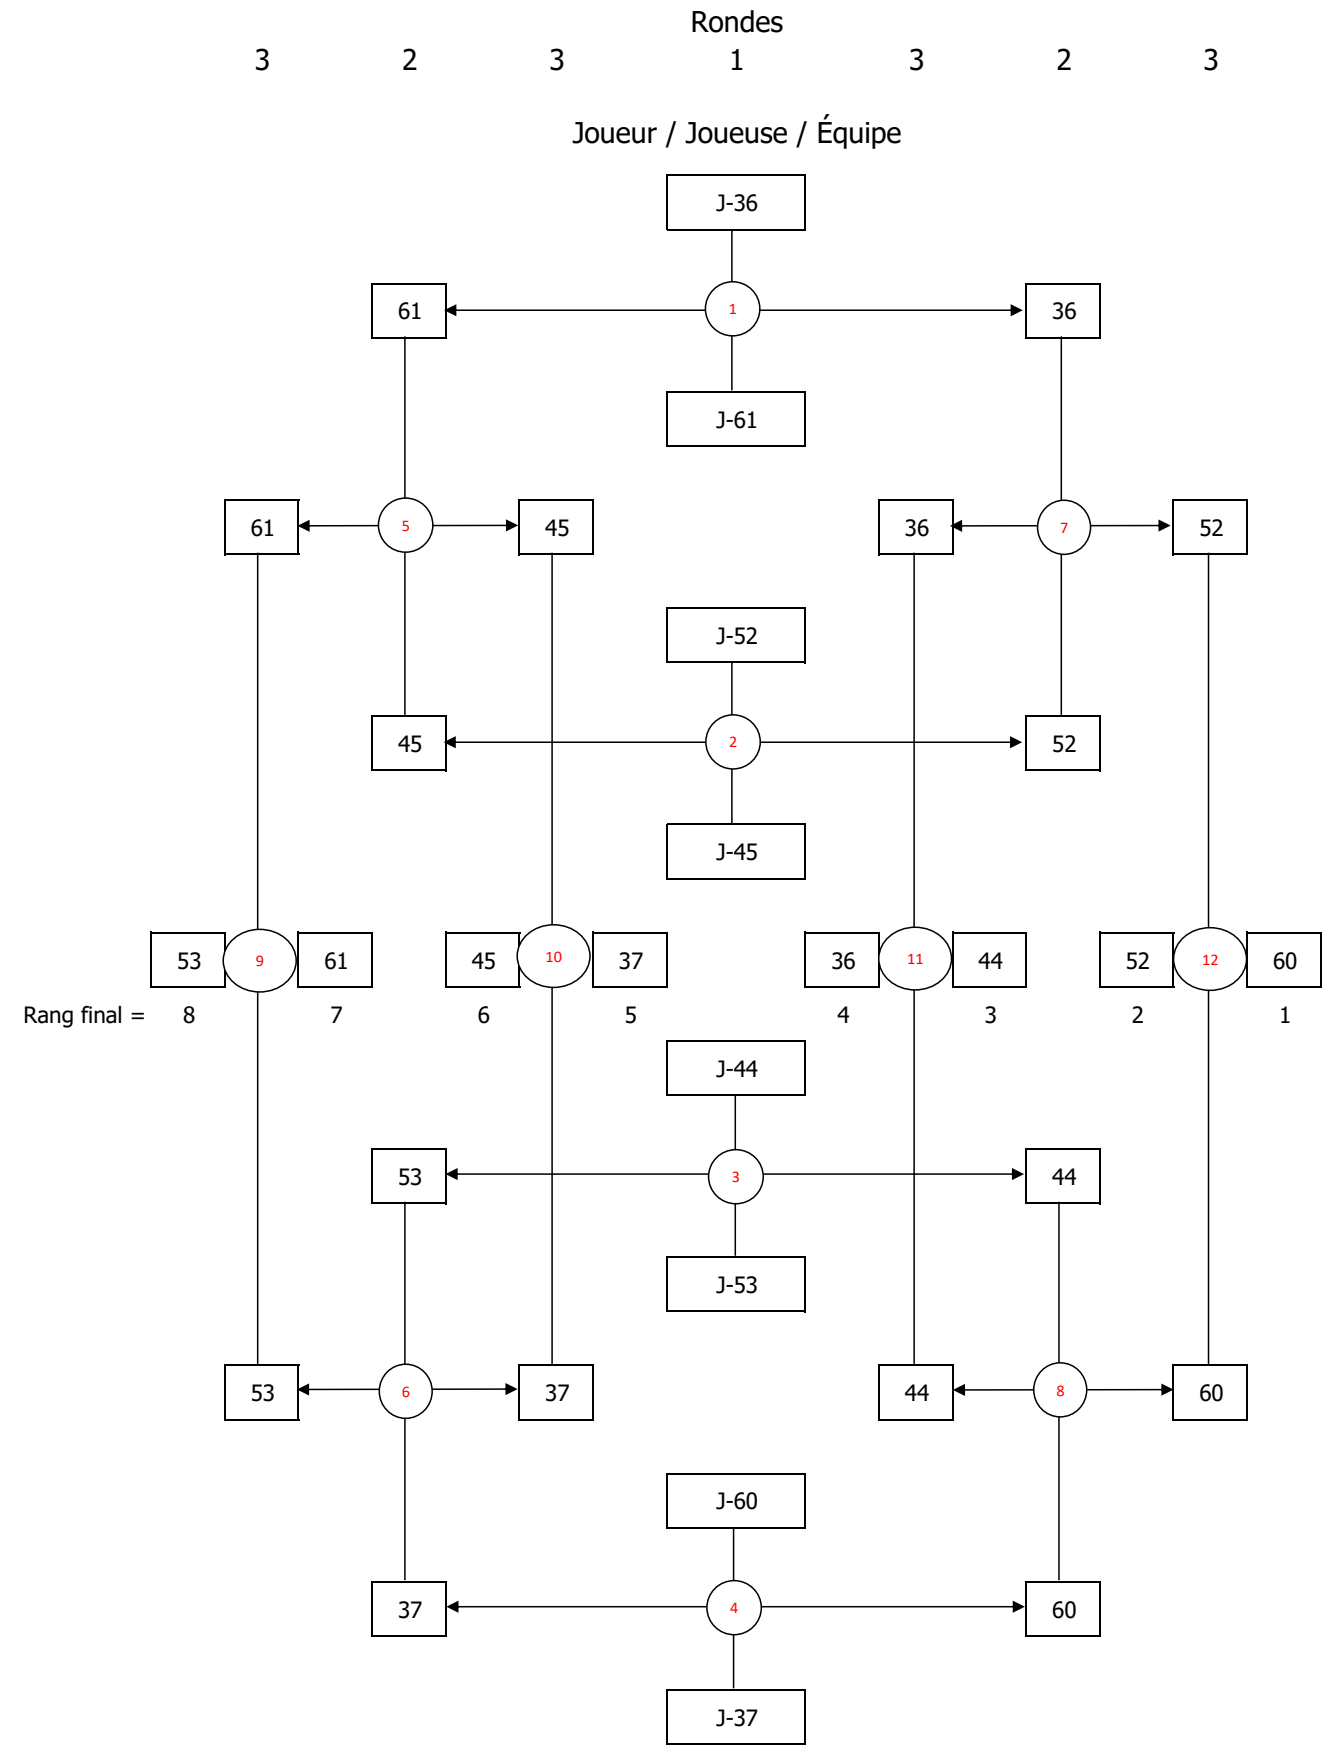 Rondes
3 2 3 1 3 2 3
Joueur / Joueuse / Équipe
J-36
61 1 36
J-61
61 5 45 36 7 52
J-52
45 2 52
J-45
53 9 61 45 10 37 36 11 44 52 12 60
Rang final = 8 7 6 5 4 3 2 1
J-44
53 3 44
J-53
53 6 37 44 8 60
J-60
37 4 60
J-37